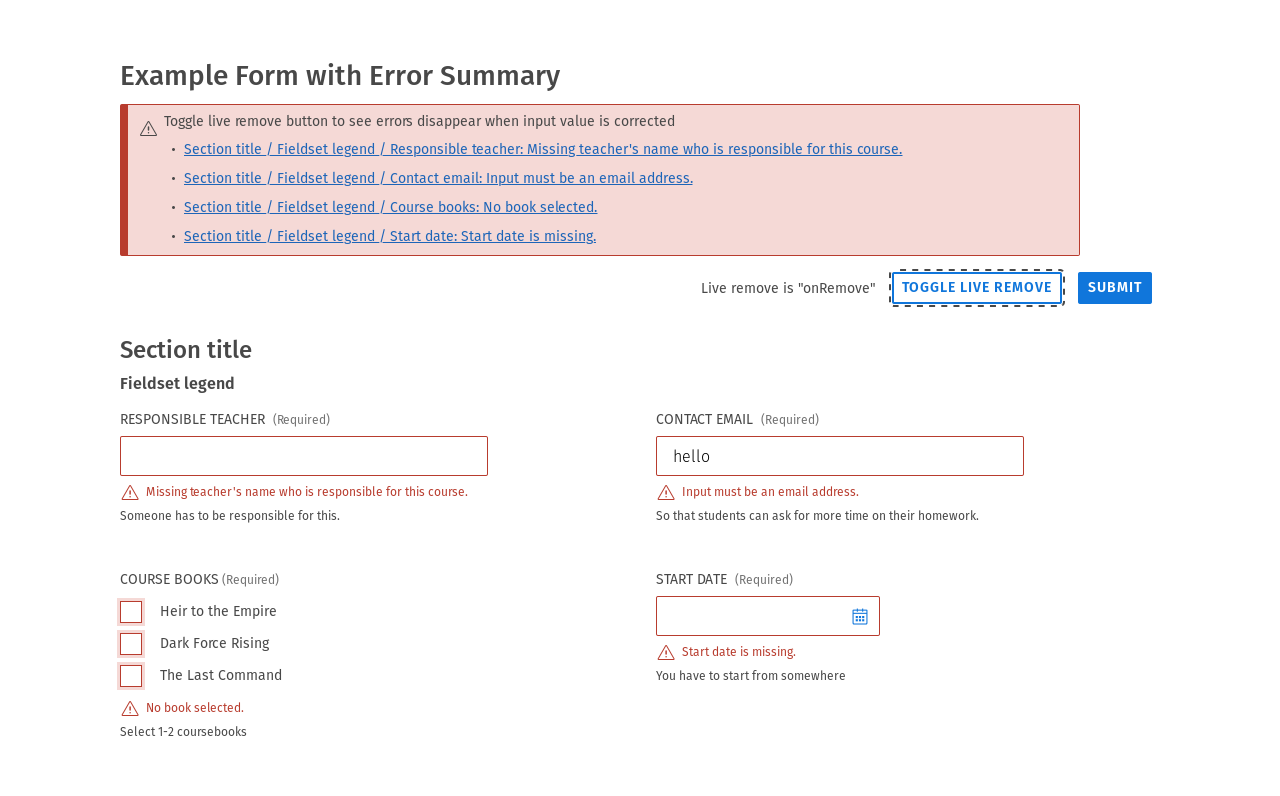 Example Form with Error Summary
Toggle live remove button to see errors disappear when input value is corrected
• Section title / Fieldset legend / Responsible teacher: Missing teacher's name who is responsible for this course.
• Section title / Fieldset legend / Contact email: Input must be an email address.
• Section title / Fieldset legend / Course books: No book selected.
• Section title / Fieldset legend / Start date: Start date is missing.
Live remove is "onRemove" TOGGLE LIVE REMOVE SUBMIT
Section title
Fieldset legend
RESPONSIBLE TEACHER (Required)
Missing teacher's name who is responsible for this course.
Someone has to be responsible for this.
CONTACT EMAIL (Required)
hello
Input must be an email address.
So that students can ask for more time on their homework.
COURSE BOOKS (Required)
Heir to the Empire
Dark Force Rising
The Last Command
No book selected.
Select 1-2 coursebooks
START DATE (Required)
Start date is missing.
You have to start from somewhere